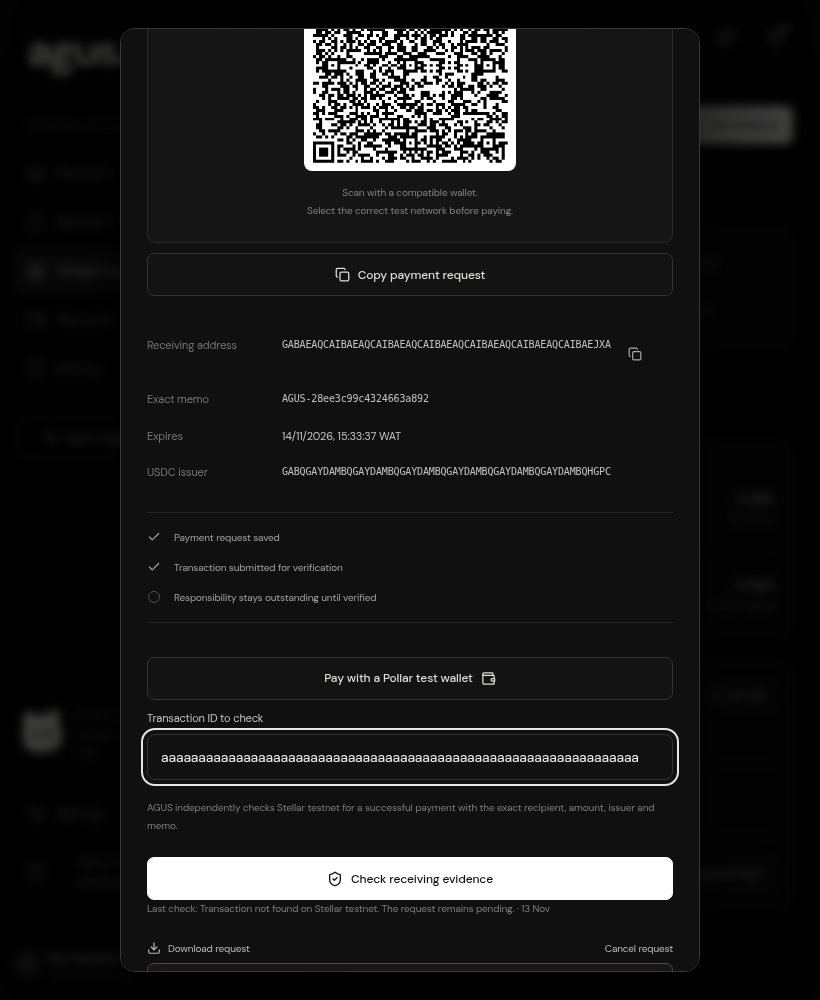 agus
Scan with a compatible wallet.
Select the correct test network before paying.
Copy payment request
Receiving address GABAEAQCAIBAEAQCAIBAEAQCAIBAEAQCAIBAEAQCAIBAEAQCAIBAEJXA
Exact memo AGUS-28ee3c99c4324663a892
Expires 14/11/2026, 15:33:37 WAT
USDC issuer GABQGAYDAMBQGAYDAMBQGAYDAMBQGAYDAMBQGAYDAMBQGAYDAMBQHGPC
Payment request saved
Transaction submitted for verification
Responsibility stays outstanding until verified
Pay with a Pollar test wallet
Transaction ID to check
aaaaaaaaaaaaaaaaaaaaaaaaaaaaaaaaaaaaaaaaaaaaaaaaaaaaaaaaaaaaaaaa
AGUS independently checks Stellar testnet for a successful payment with the exact recipient, amount, issuer and
memo.
Check receiving evidence
Last check: Transaction not found on Stellar testnet. The request remains pending. · 13 Nov
Download request Cancel request